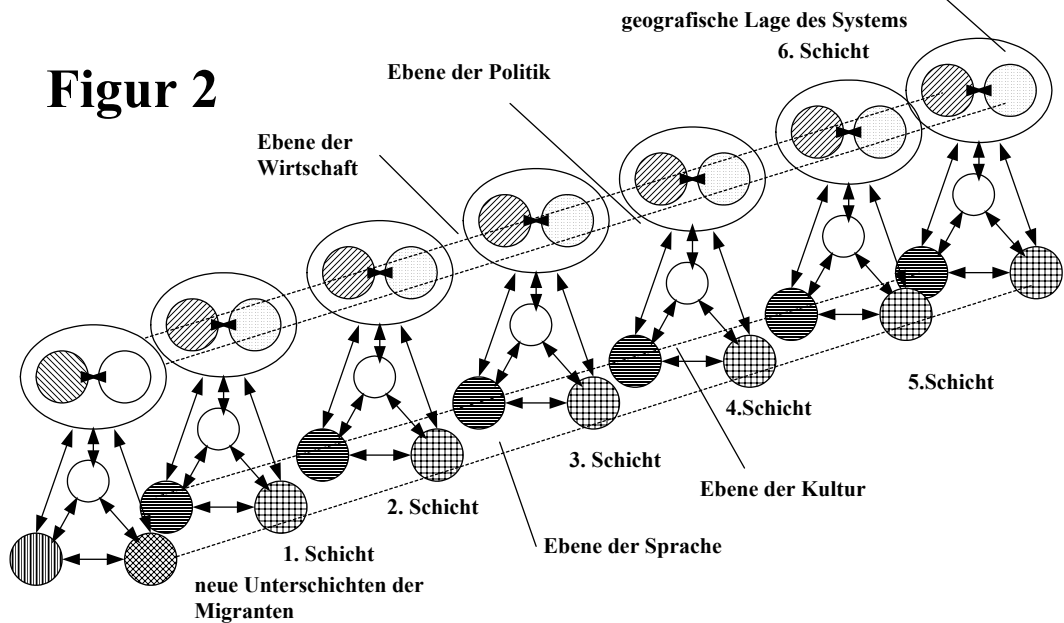 geografische Lage des Systems
6. Schicht
Ebene der Politik
Figur 2
Ebene der
Wirtschaft
5.Schicht
4.Schicht
3. Schicht
Ebene der Kultur
2. Schicht
Ebene der Sprache
1. Schicht
neue Unterschichten der
Migranten